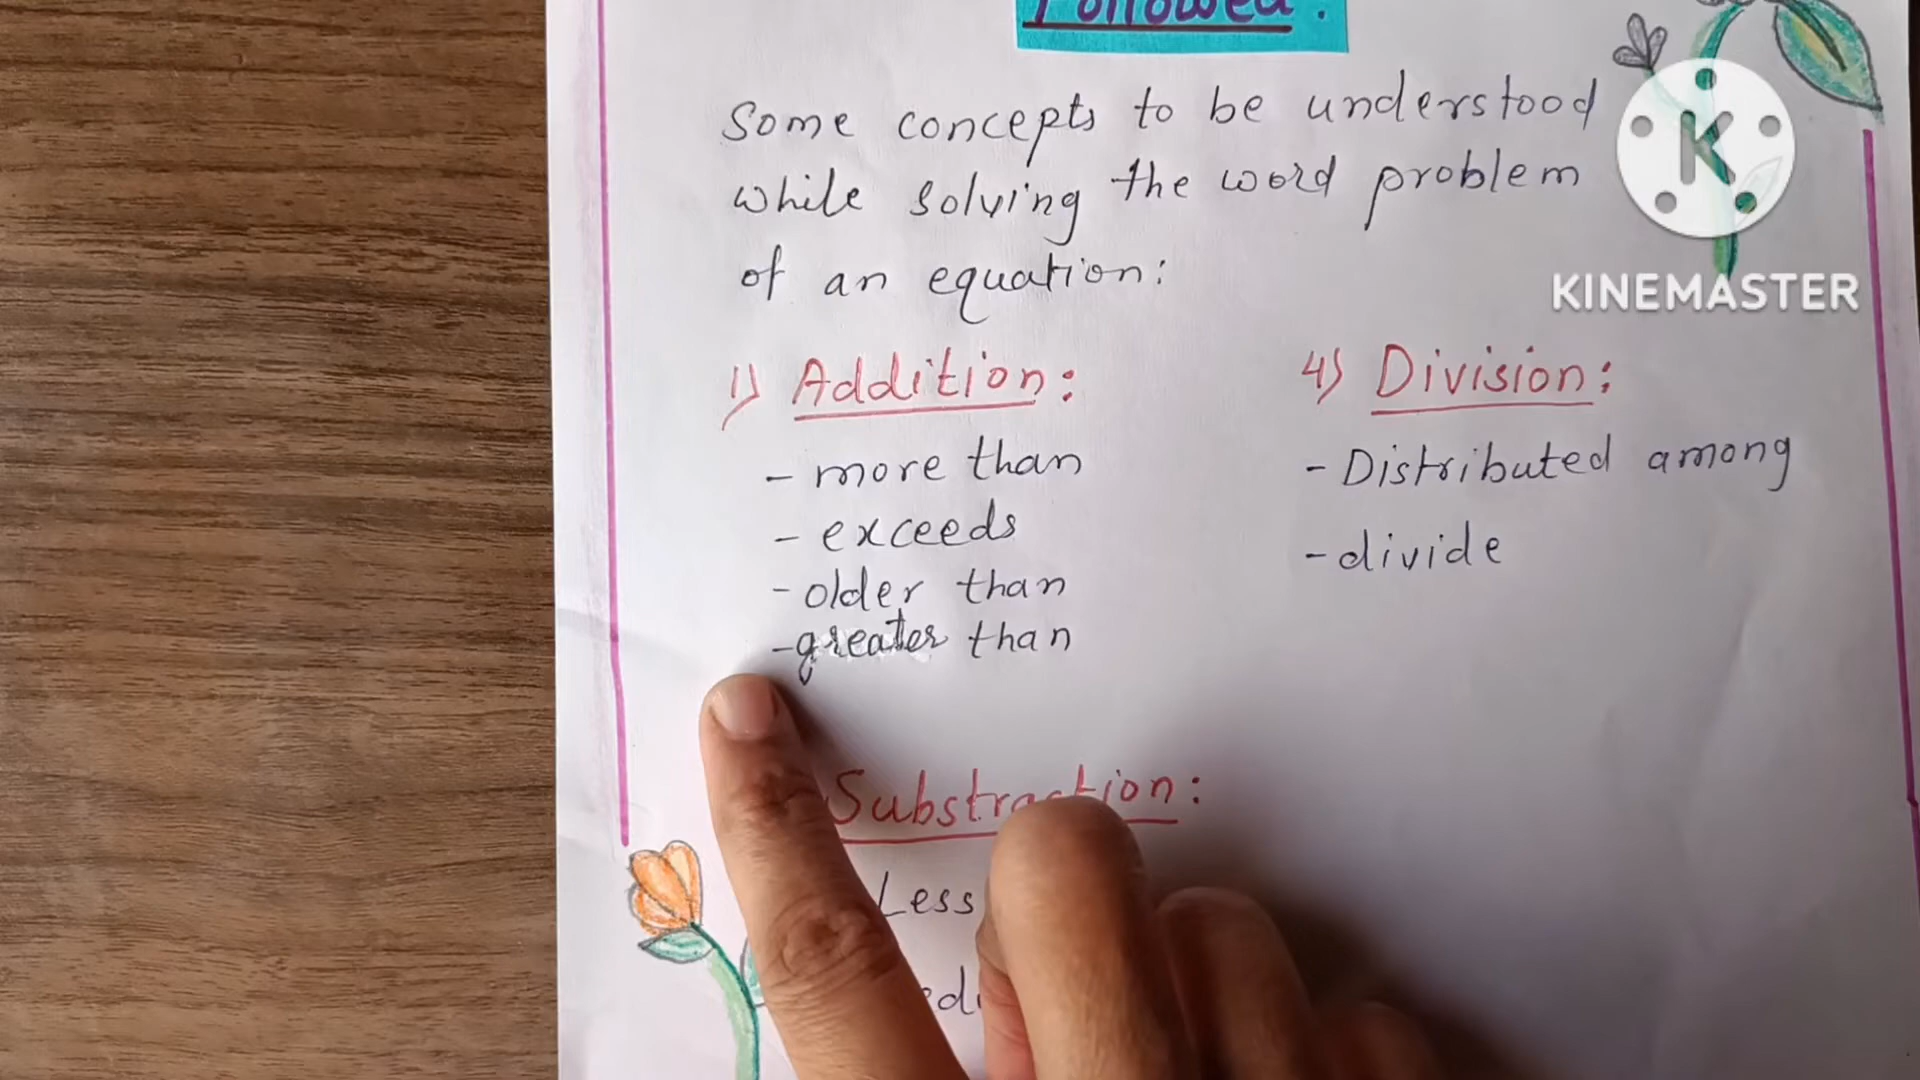 Followed:
Some concepts to be understood
while solving the word problem
of an equation:
KINEMASTER
1) Addition:
- more than
- exceeds
- older than
- greater than
4) Division:
- Distributed among
- divide
Substraction:
Less